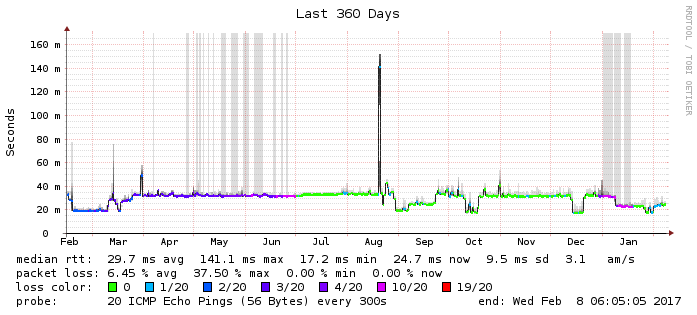 Last 360 Days
RRDTOOL / TOBI OETIKER
Seconds
160 m
140 m
120 m
100 m
80 m
60 m
40 m
20 m
0
Feb Mar Apr May Jun Jul Aug Sep Oct Nov Dec Jan
median rtt: 29.7 ms avg 141.1 ms max 17.2 ms min 24.7 ms now 9.5 ms sd 3.1 am/s
packet loss: 6.45 % avg 37.50 % max 0.00 % min 0.00 % now
loss color: 0 1/20 2/20 3/20 4/20 10/20 19/20
probe: 20 ICMP Echo Pings (56 Bytes) every 300s end: Wed Feb 8 06:05:05 2017